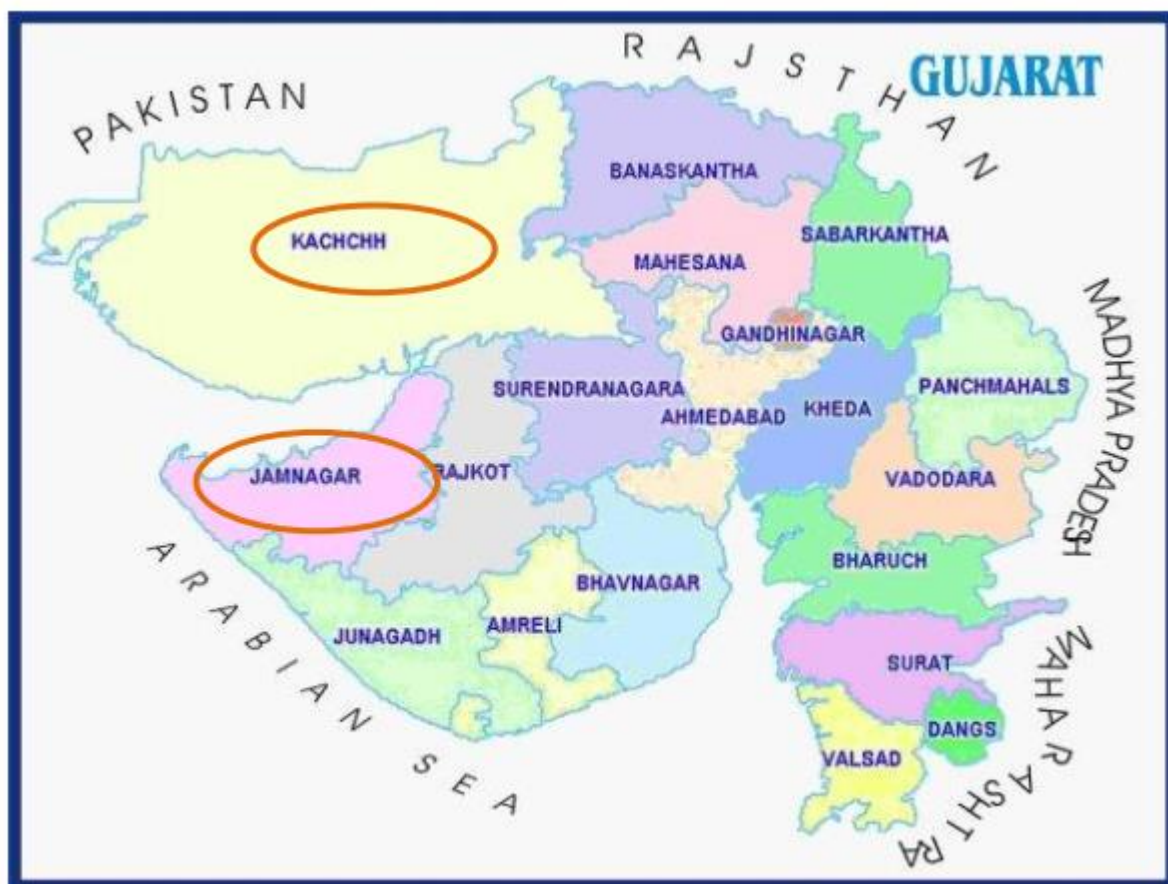 RAJSTHAN
GUJARAT
PAKISTAN
BANASKANTHA
KACHCHH
SABARKANTHA
MAHESANA
MADHYA PRADESH
GANDHINAGAR
SURENDRANAGARA
PANCHMAHALS
AHMEDABAD
KHEDA
JAMNAGAR
RAJKOT
VADODARA
ARABIAN SEA
BHARUCH
BHAVNAGAR
JUNAGADH
AMRELI
SURAT
MAHARASHTRA
DANGS
VALSAD